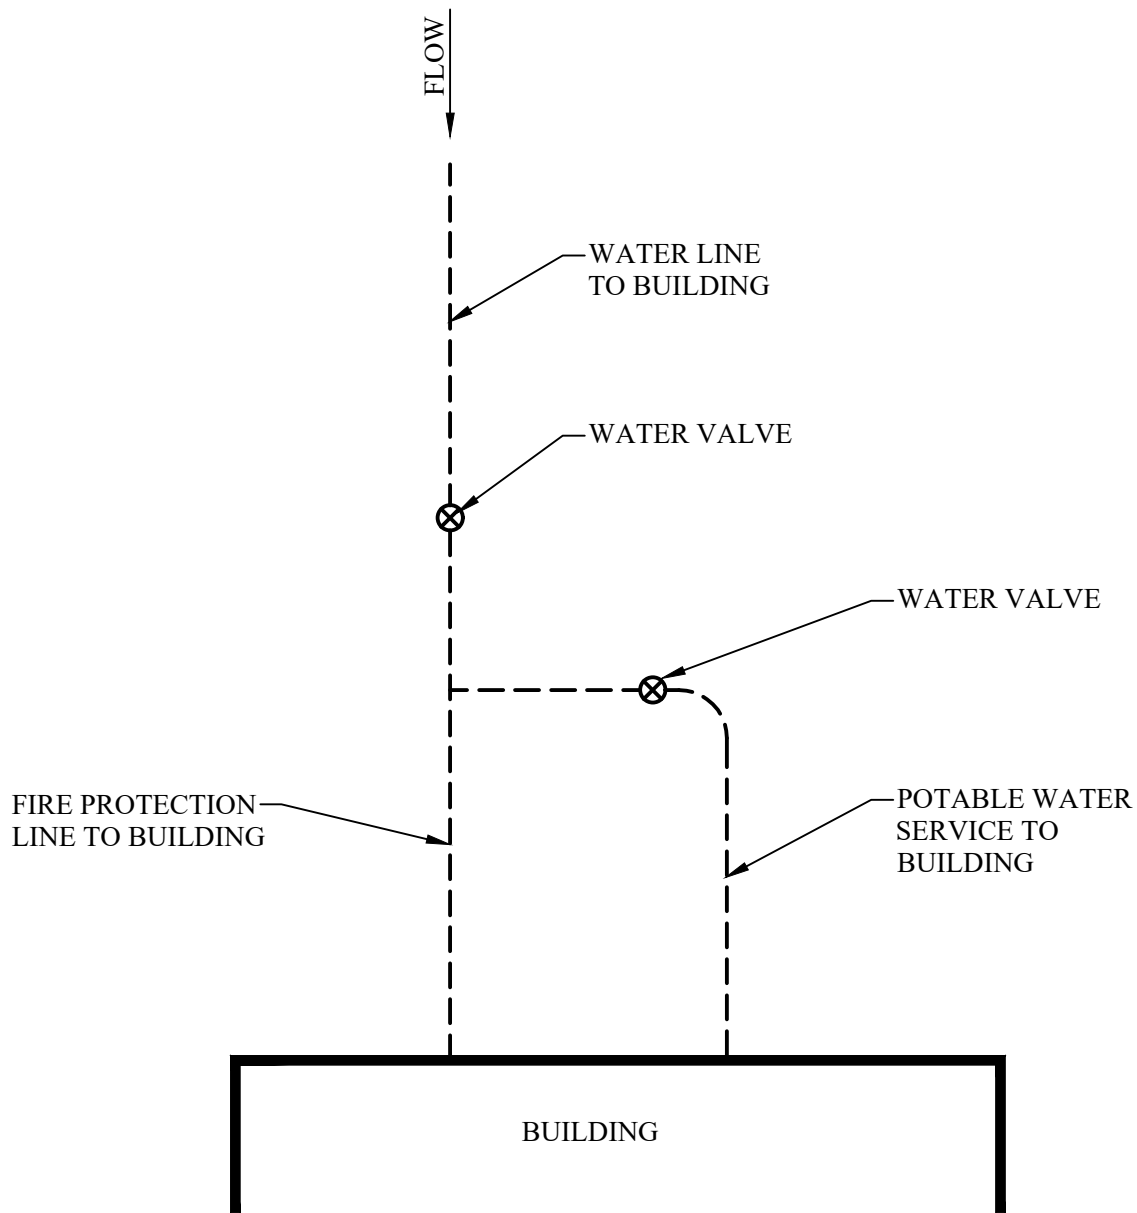 FLOW
WATER LINE
TO BUILDING
WATER VALVE
WATER VALVE
FIRE PROTECTION
LINE TO BUILDING
POTABLE WATER
SERVICE TO
BUILDING
BUILDING